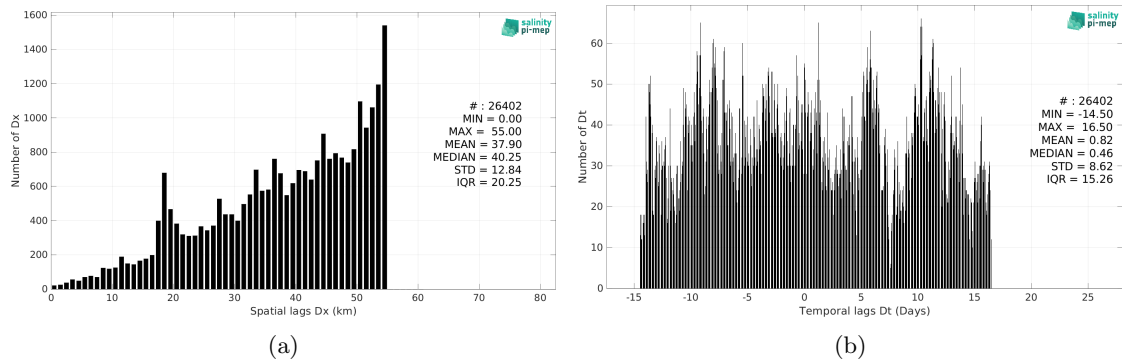 1600
1400
1200
1000
800
600
400
200
0
Number of Dx
0 10 20 30 40 50 60 70 80
Spatial lags Dx (km)
salinity
pi-mep
# : 26402
MIN = 0.00
MAX = 55.00
MEAN = 37.90
MEDIAN = 40.25
STD = 12.84
IQR = 20.25
(a)
60
50
40
30
20
10
0
Number of Dt
-15 -10 -5 0 5 10 15 20 25
Temporal lags Dt (Days)
salinity
pi-mep
# : 26402
MIN = -14.50
MAX = 16.50
MEAN = 0.82
MEDIAN = 0.46
STD = 8.62
IQR = 15.26
(b)